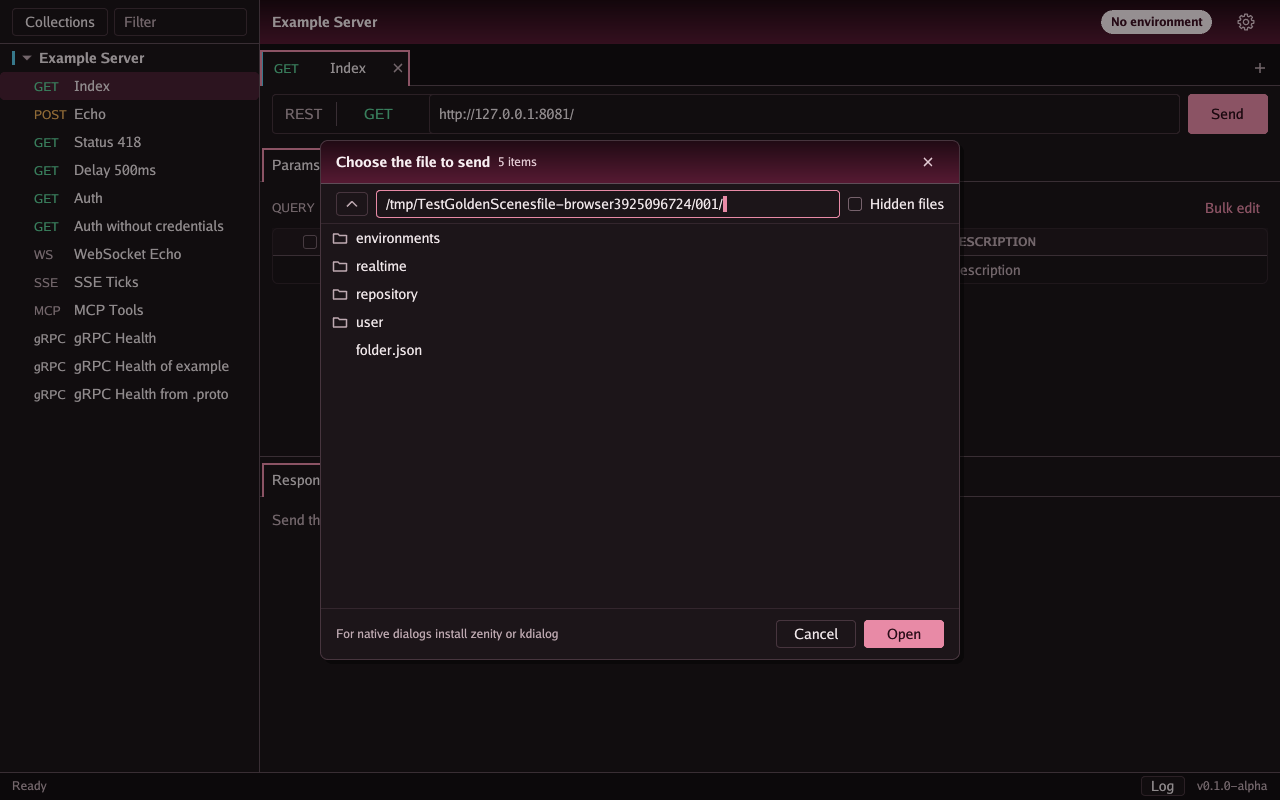 Collections
Filter
Example Server
No environment
Example Server
GET Index
POST Echo
GET Status 418
GET Delay 500ms
GET Auth
GET Auth without credentials
WS WebSocket Echo
SSE SSE Ticks
MCP MCP Tools
gRPC gRPC Health
gRPC gRPC Health of example
gRPC gRPC Health from .proto
GET Index
REST GET http://127.0.0.1:8081/ Send
Params
QUERY
Bulk edit
ESCRIPTION
escription
Choose the file to send 5 items
/tmp/TestGoldenScenesfile-browser3925096724/001/
Hidden files
environments
realtime
repository
user
folder.json
For native dialogs install zenity or kdialog
Cancel
Open
Respon
Send th
Ready
Log
v0.1.0-alpha